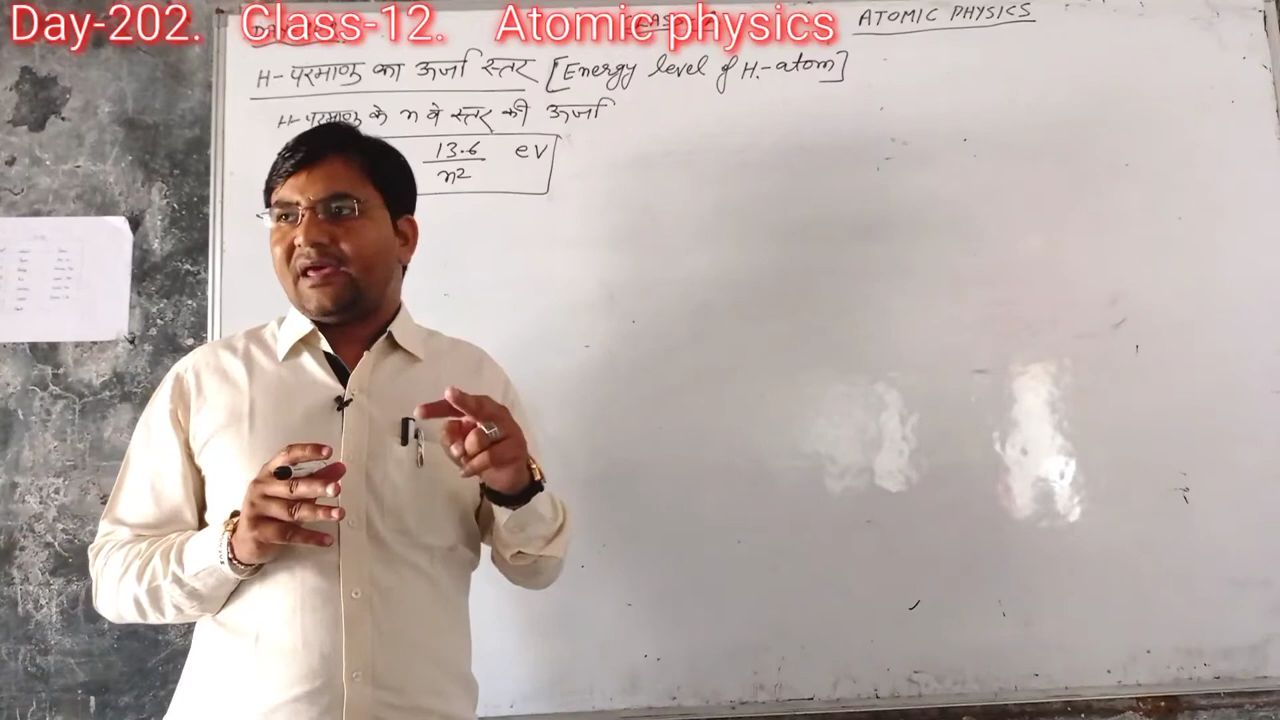 Day-202. Class-12. Atomic physics
ATOMIC PHYSICS
H-परमाणु का ऊर्जा स्तर [Energy level of H-atom]
H-परमाणु के n वे स्तर की ऊर्जा
13.6 eV
n²